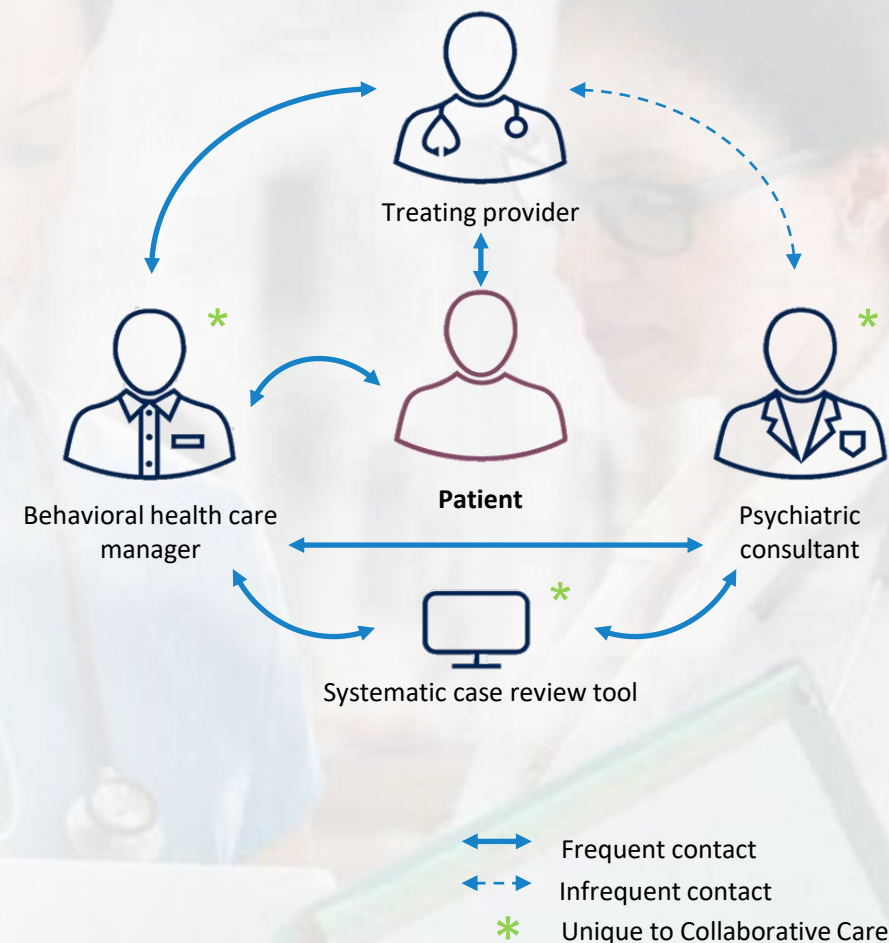 Treating provider
*
*
Patient
Behavioral health care
manager
Psychiatric
consultant
*
Systematic case review tool
Frequent contact
Infrequent contact
* Unique to Collaborative Care